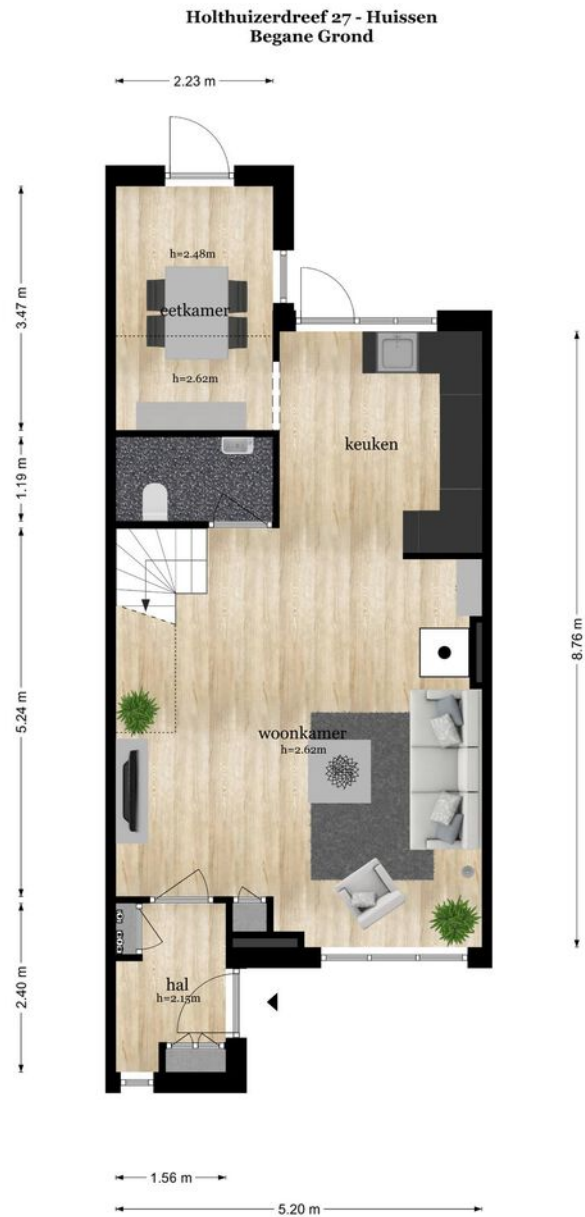 Holthuizerdreef 27 - Huissen
Begane Grond
2.23 m
h=2.48m
eetkamer
3.47 m
h=2.62m
keuken
1.19 m
8.76 m
5.24 m
woonkamer
h=2.62m
hal
h=2.15m
2.40 m
1.56 m
5.20 m